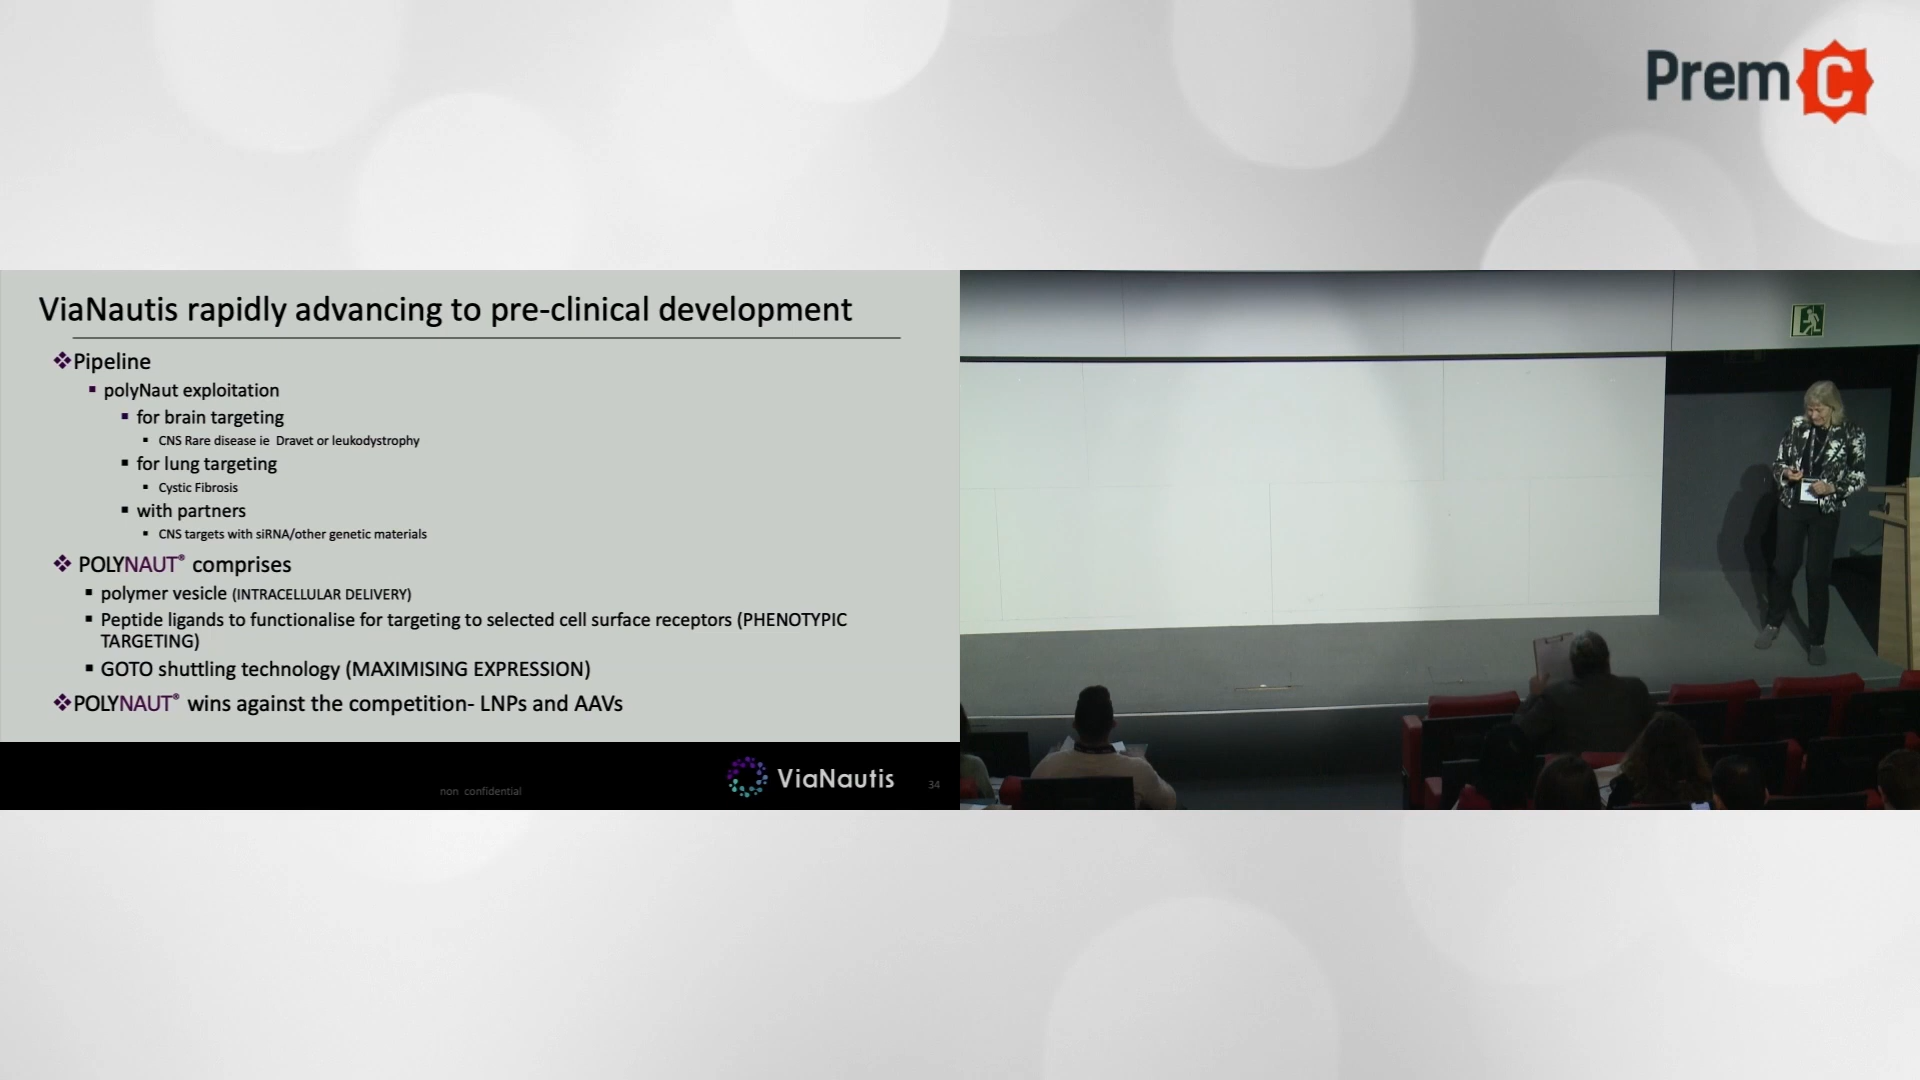 Prem C
ViaNautis rapidly advancing to pre-clinical development
❖Pipeline
▪ polyNaut exploitation
▪ for brain targeting
▪ CNS Rare disease ie Dravet or leukodystrophy
▪ for lung targeting
▪ Cystic Fibrosis
▪ with partners
▪ CNS targets with siRNA/other genetic materials
❖ POLYNAUT® comprises
▪ polymer vesicle (INTRACELLULAR DELIVERY)
▪ Peptide ligands to functionalise for targeting to selected cell surface receptors (PHENOTYPIC
TARGETING)
▪ GOTO shuttling technology (MAXIMISING EXPRESSION)
❖POLYNAUT® wins against the competition- LNPs and AAVs
non confidential
ViaNautis
34